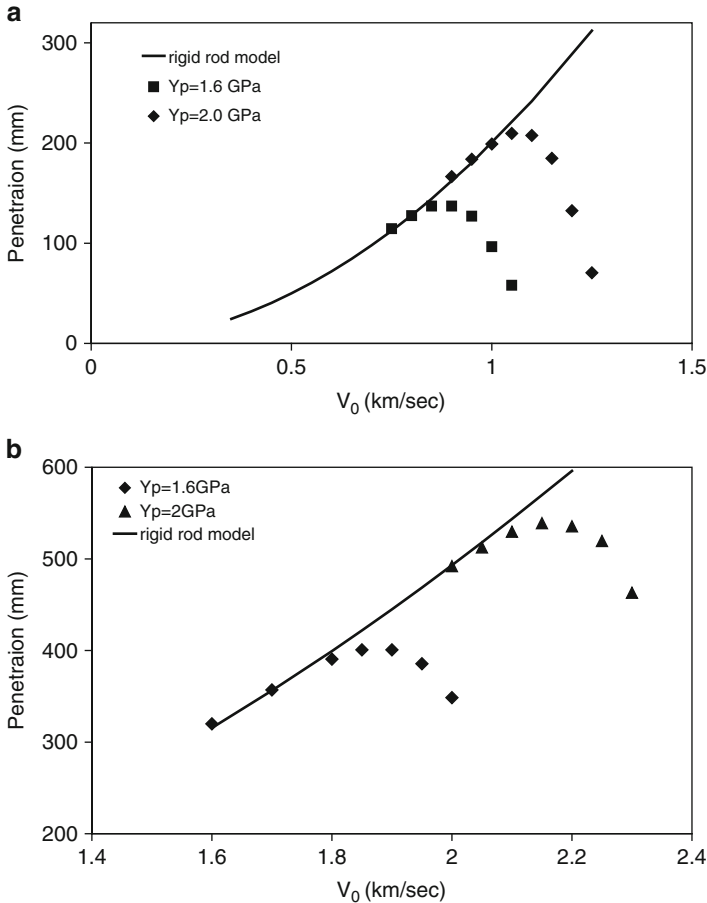 a
300
200
100
0
Penetraion (mm)
rigid rod model
Yp=1.6 GPa
Yp=2.0 GPa
0 0.5 1 1.5
V0 (km/sec)
b
600
500
400
300
200
Penetraion (mm)
Yp=1.6GPa
Yp=2GPa
rigid rod model
1.4 1.6 1.8 2 2.2 2.4
V0 (km/sec)